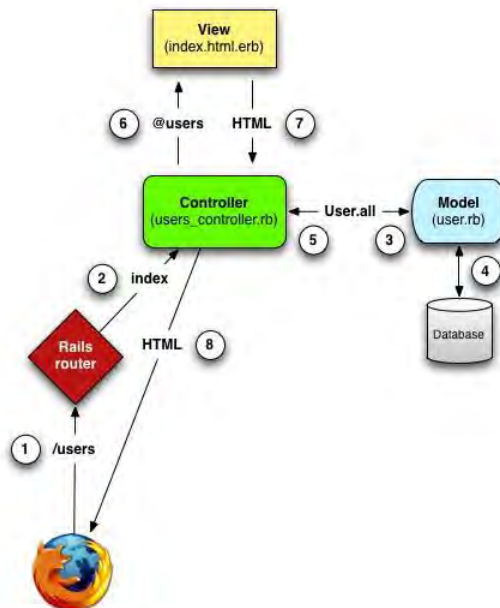 View
(index.html.erb)
6 @users HTML 7
Controller
(users_controller.rb)
User.all
Model
(user.rb)
5
3
4
2 index
Database
Rails
router
HTML 8
1 /users